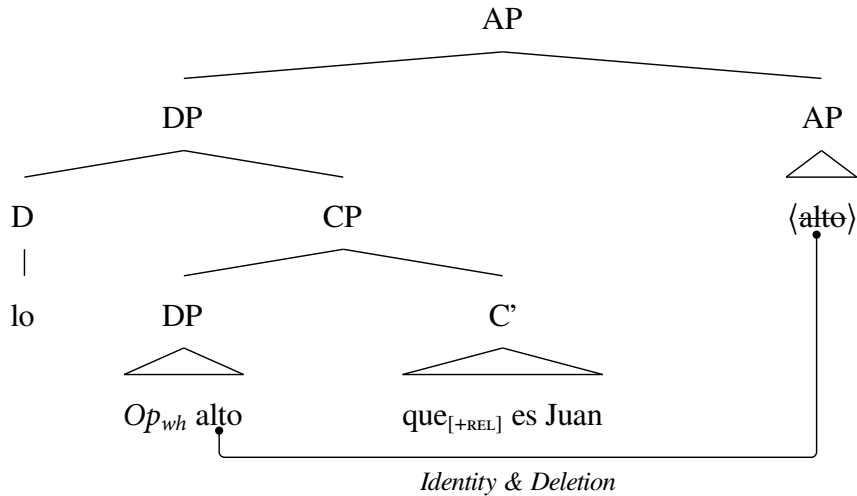 AP
DP AP
D CP ⟨alto⟩
lo DP C’
Op_wh alto que_[+REL] es Juan
Identity & Deletion